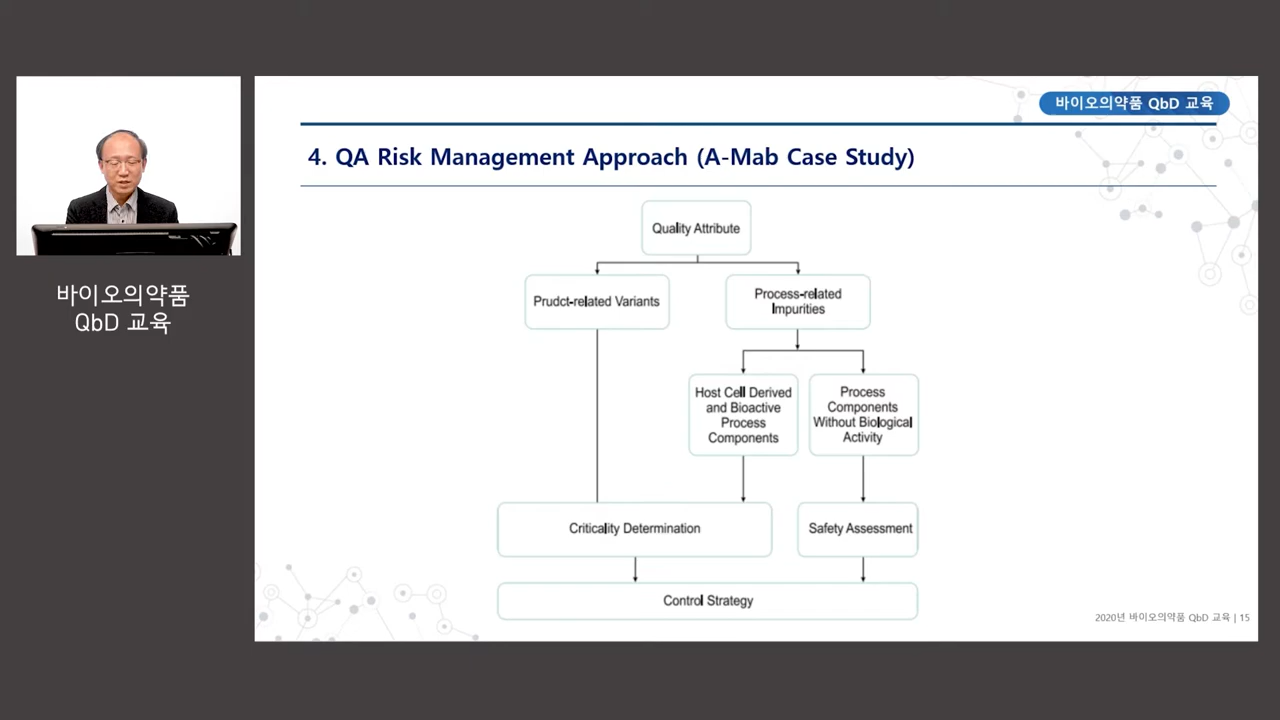 바이오의약품 QbD 교육
4. QA Risk Management Approach (A-Mab Case Study)
바이오의약품
QbD 교육
Quality Attribute
Prudct-related Variants
Process-related
Impurities
Host Cell Derived
and Bioactive
Process
Components
Process
Components
Without Biological
Activity
Criticality Determination
Safety Assessment
Control Strategy
2020년 바이오의약품 QbD 교육 | 15